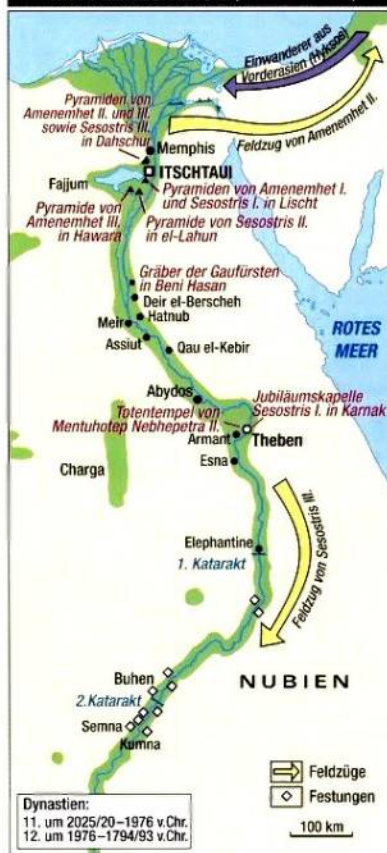 Einwanderer aus
Vorderasien (Hyksos)
Pyramiden von
Amenemhet II. und III.
sowie Sesostris III.
in Dahschur
Feldzug von Amenemhet II.
Memphis
ITSCHTAUI
Fajjum
Pyramiden von Amenemhet I.
und Sesostris I. in Lischt
Pyramide von
Amenemhet III.
in Hawara
Pyramide von Sesostris II.
in el-Lahun
Gräber der Gaufürsten
in Beni Hasan
Deir el-Berscheh
Hatnub
Meir
Assiut
Qau el-Kebir
ROTES
MEER
Abydos
Jubiläumskapelle
Sesostris I. in Karnak
Totentempel von
Mentuhotep Nebhepetra II.
Armant
Theben
Esna
Charga
Feldzug von Sesostris III.
Elephantine
1. Katarakt
NUBIEN
Buhen
2.Katarakt
Semna
Kumna
Feldzüge
Festungen
100 km
Dynastien:
11. um 2025/20–1976 v.Chr.
12. um 1976–1794/93 v.Chr.